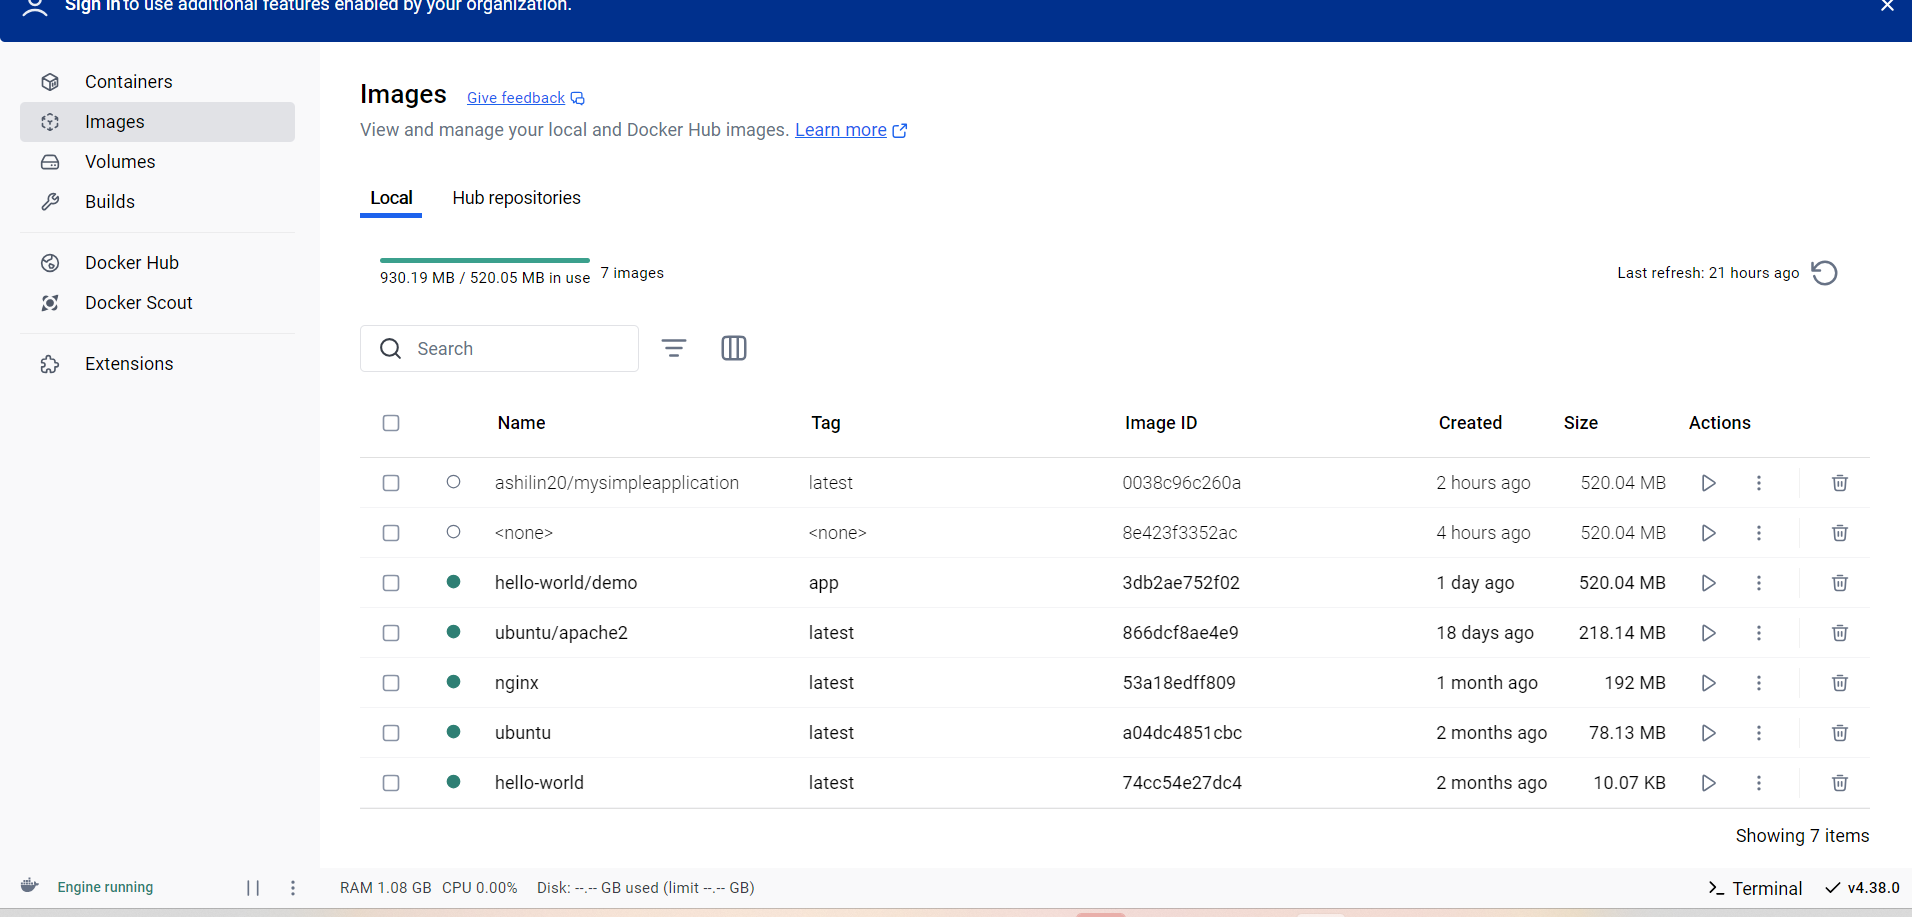 Sign in to use additional features enabled by your organization.
Containers
Images
Volumes
Builds
Docker Hub
Docker Scout
Extensions
Images Give feedback
View and manage your local and Docker Hub images. Learn more
Local Hub repositories
930.19 MB / 520.05 MB in use 7 images
Last refresh: 21 hours ago
Search
Name Tag Image ID Created Size Actions
ashilin20/mysimpleapplication latest 0038c96c260a 2 hours ago 520.04 MB
<none> <none> 8e423f3352ac 4 hours ago 520.04 MB
hello-world/demo app 3db2ae752f02 1 day ago 520.04 MB
ubuntu/apache2 latest 866dcf8ae4e9 18 days ago 218.14 MB
nginx latest 53a18edff809 1 month ago 192 MB
ubuntu latest a04dc4851cbc 2 months ago 78.13 MB
hello-world latest 74cc54e27dc4 2 months ago 10.07 KB
Showing 7 items
Engine running RAM 1.08 GB CPU 0.00% Disk: --.-- GB used (limit --.-- GB) Terminal v4.38.0